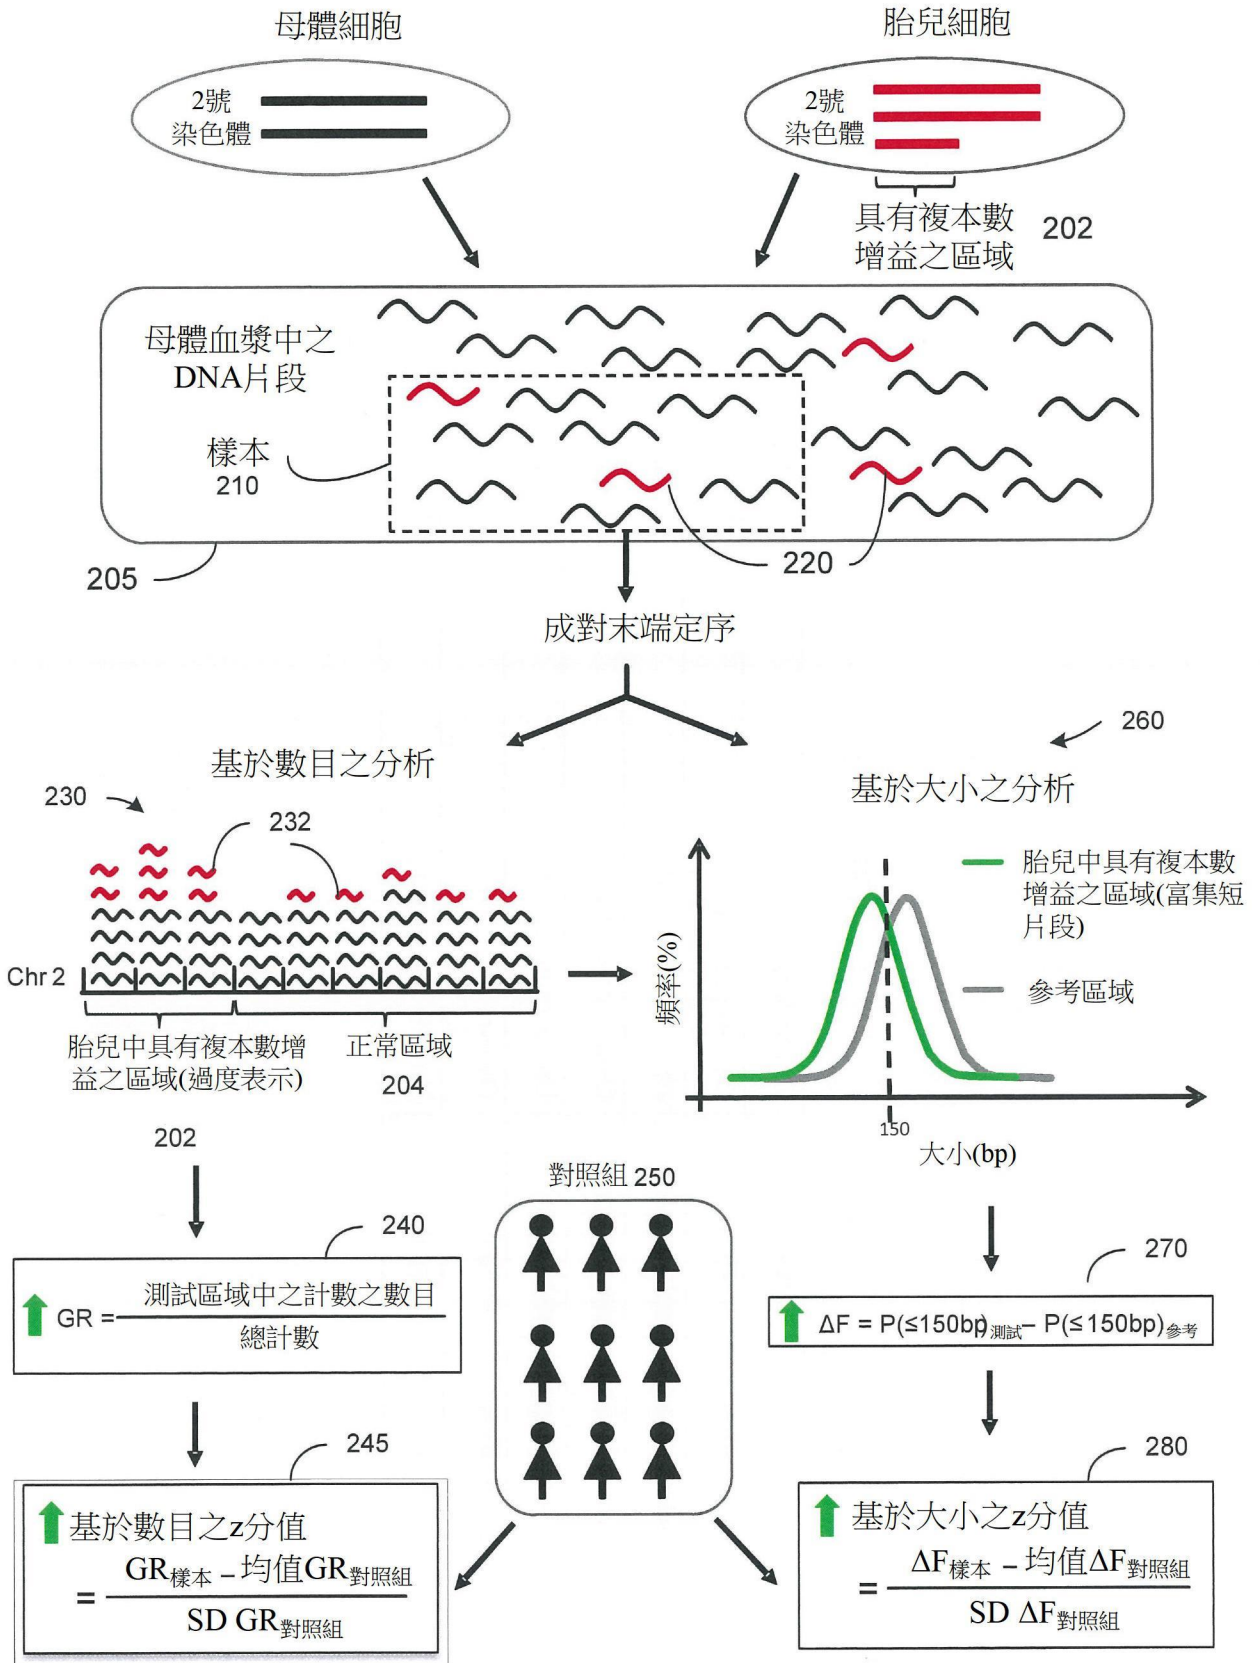 母體細胞
胎兒細胞
2號
染色體
2號
染色體
具有複本數
增益之區域
202
母體血漿中之
DNA片段
樣本
210
205
220
成對末端定序
基於數目之分析
260
230
基於大小之分析
232
Chr 2
胎兒中具有複本數增
益之區域(過度表示)
正常區域
204
202
頻率(%)
胎兒中具有複本數
增益之區域(富集短
片段)
參考區域
150
大小(bp)
對照組 250
240
GR = 測試區域中之計數之數目
總計數
270
ΔF = P(≤150bp)測試 – P(≤150bp)參考
245
基於數目之z分值
= GR樣本 – 均值GR對照組
SD GR對照組
280
基於大小之z分值
= ΔF樣本 – 均值ΔF對照組
SD ΔF對照組